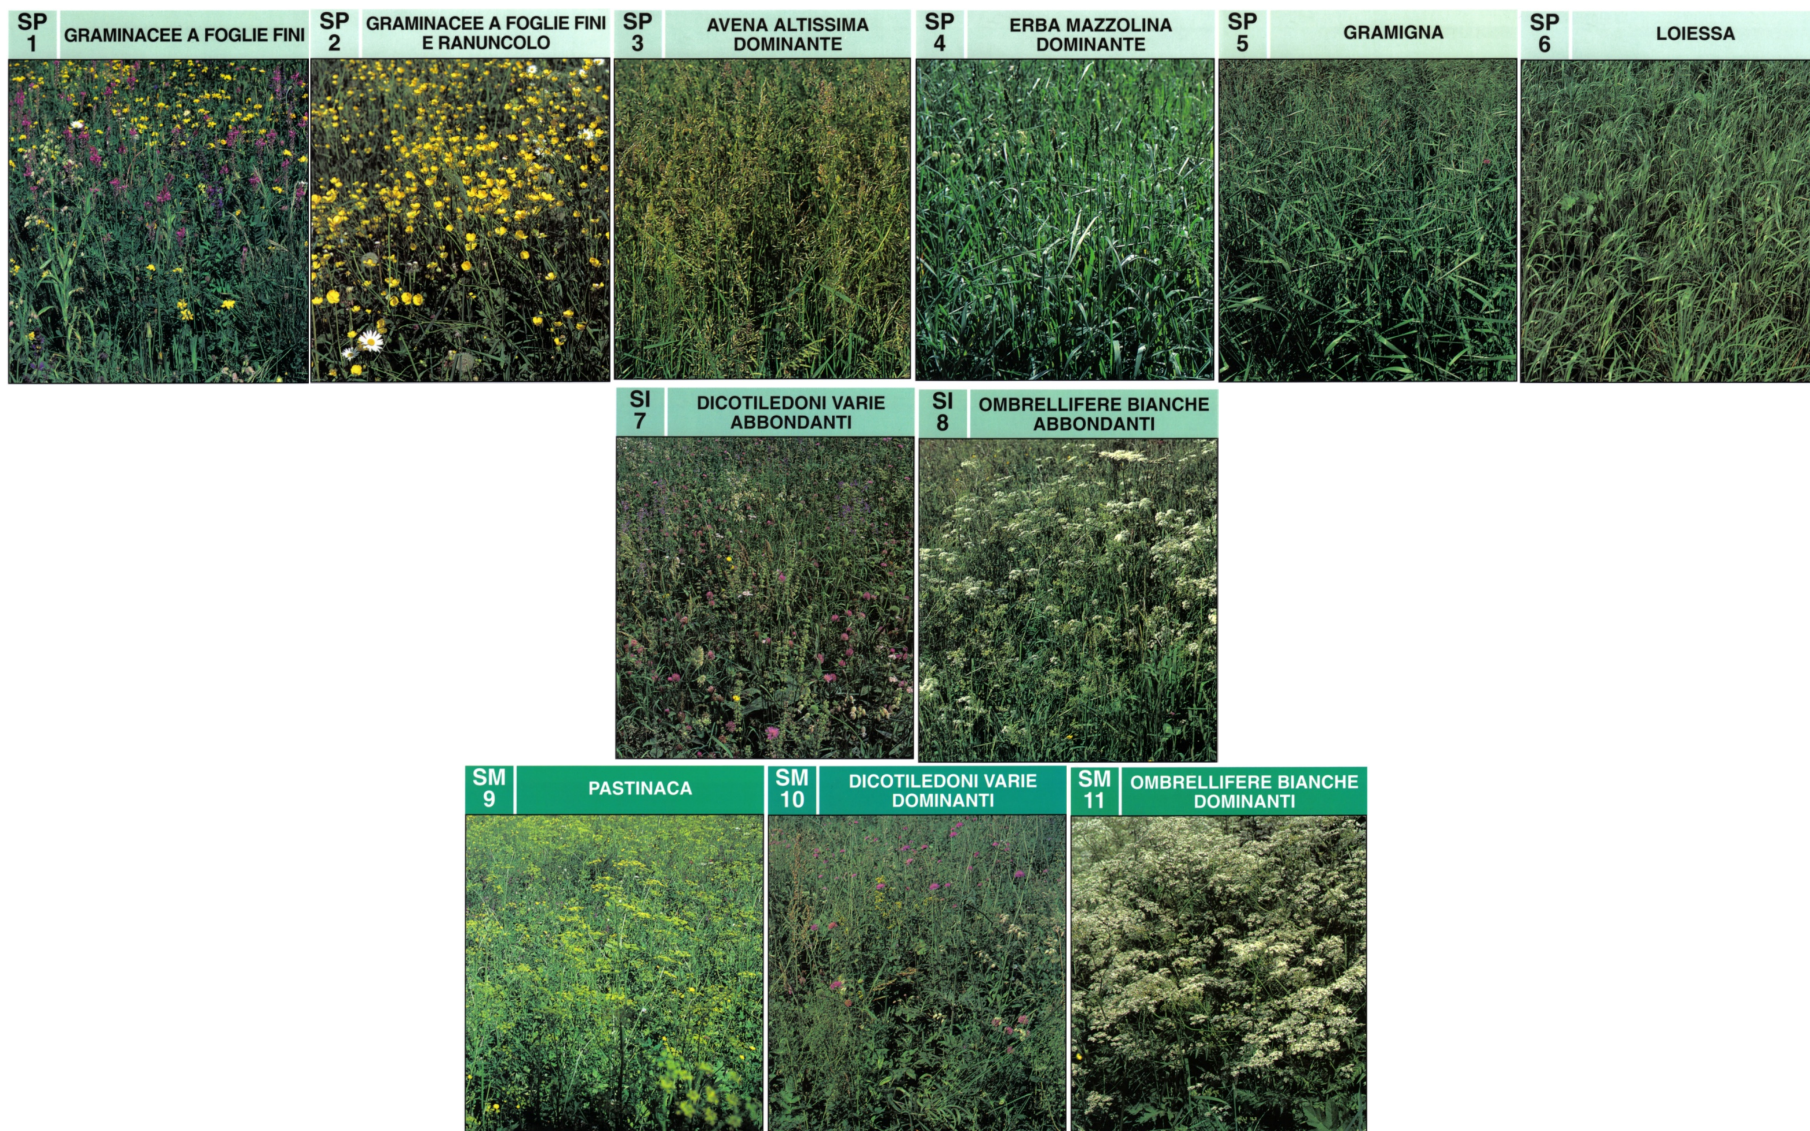 SP
1
GRAMINACEE A FOGLIE FINI
SP
2
GRAMINACEE A FOGLIE FINI
E RANUNCOLO
SP
3
AVENA ALTISSIMA
DOMINANTE
SP
4
ERBA MAZZOLINA
DOMINANTE
SP
5
GRAMIGNA
SP
6
LOIESSA
SI
7
DICOTILEDONI VARIE
ABBONDANTI
SI
8
OMBRELLIFERE BIANCHE
ABBONDANTI
SM
9
PASTINACA
SM
10
DICOTILEDONI VARIE
DOMINANTI
SM
11
OMBRELLIFERE BIANCHE
DOMINANTI